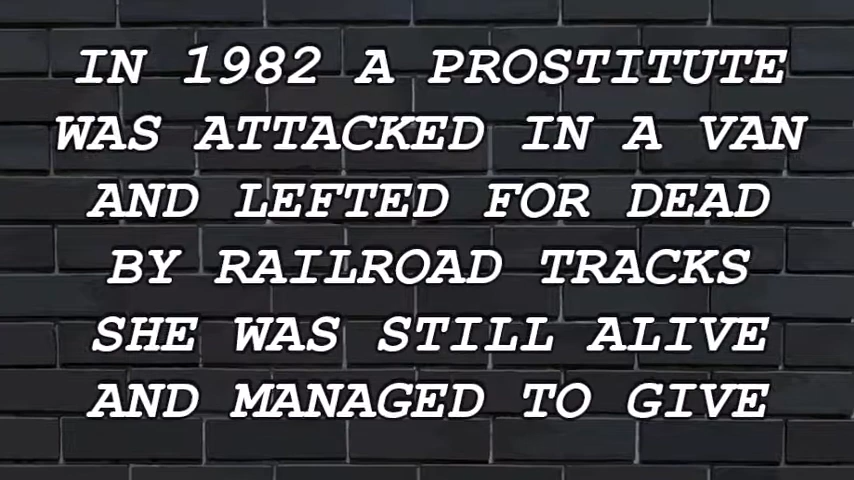 IN 1982 A PROSTITUTE
WAS ATTACKED IN A VAN
AND LEFTED FOR DEAD
BY RAILROAD TRACKS
SHE WAS STILL ALIVE
AND MANAGED TO GIVE